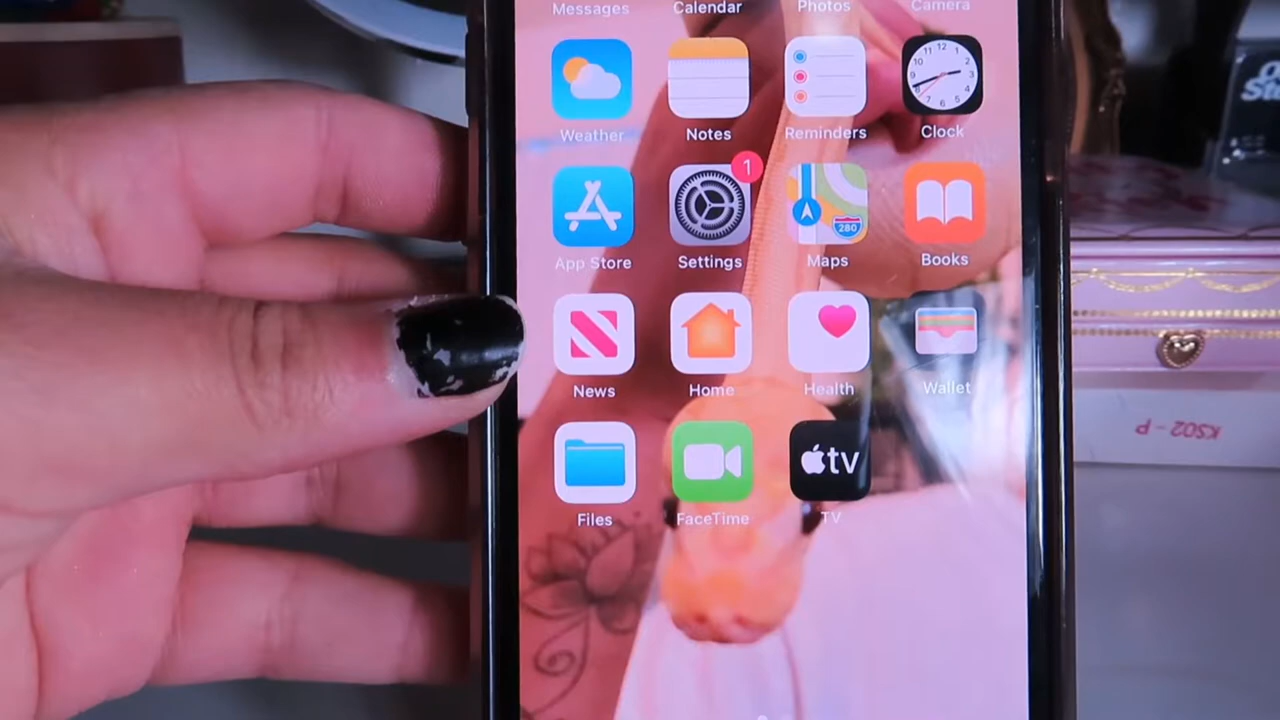 Messages Calendar Photos Camera
Weather Notes Reminders Clock
1
280
App Store Settings Maps Books
News Home Health Wallet
tv
Files FaceTime TV
KS02 - P